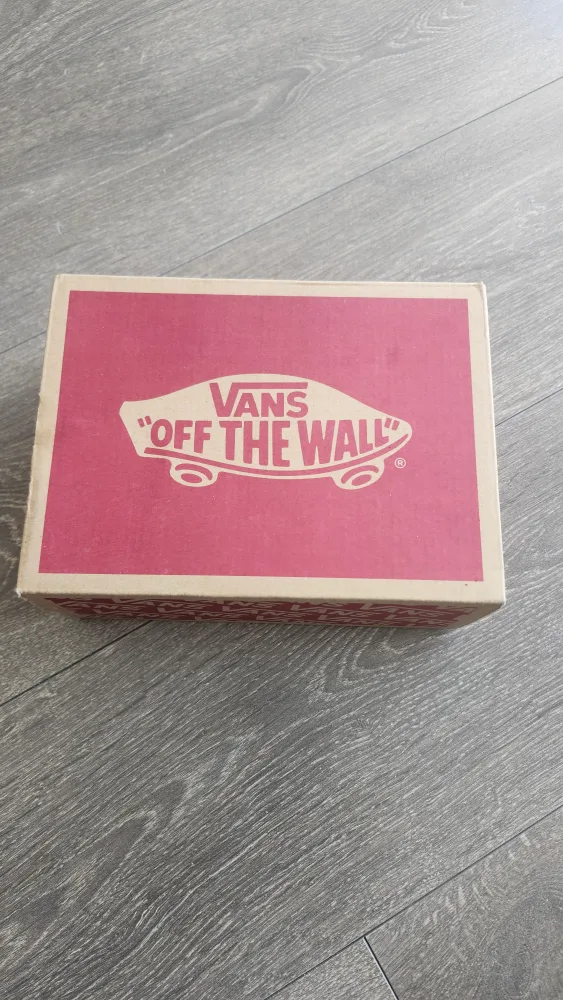 VANS
"OFF THE WALL"
®